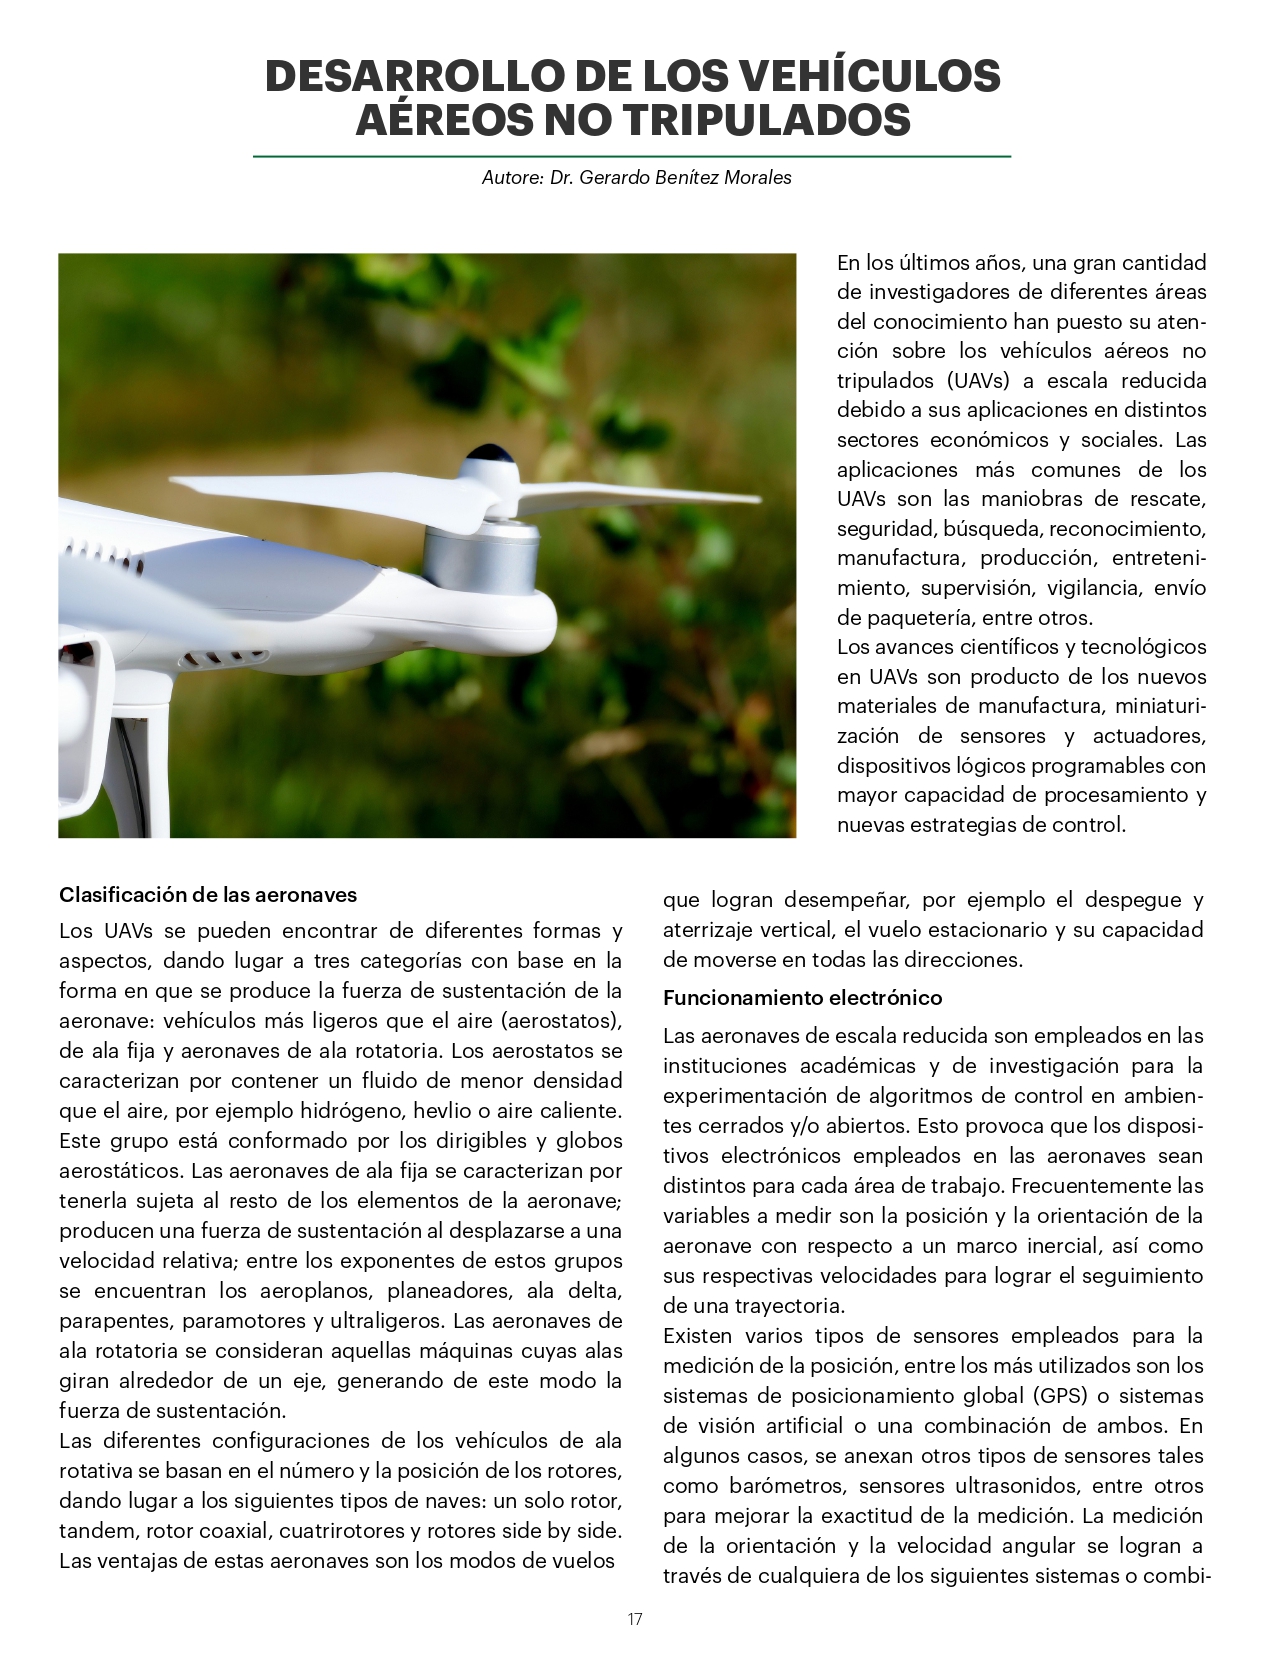 DESARROLLO DE LOS VEHÍCULOS
AÉREOS NO TRIPULADOS
Autore: Dr. Gerardo Benítez Morales
En los últimos años, una gran cantidad
de investigadores de diferentes áreas
del conocimiento han puesto su aten-
ción sobre los vehículos aéreos no
tripulados (UAVs) a escala reducida
debido a sus aplicaciones en distintos
sectores económicos y sociales. Las
aplicaciones más comunes de los
UAVs son las maniobras de rescate,
seguridad, búsqueda, reconocimiento,
manufactura, producción, entreteni-
miento, supervisión, vigilancia, envío
de paquetería, entre otros.
Los avances científicos y tecnológicos
en UAVs son producto de los nuevos
materiales de manufactura, miniaturi-
zación de sensores y actuadores,
dispositivos lógicos programables con
mayor capacidad de procesamiento y
nuevas estrategias de control.
Clasificación de las aeronaves
Los UAVs se pueden encontrar de diferentes formas y
aspectos, dando lugar a tres categorías con base en la
forma en que se produce la fuerza de sustentación de la
aeronave: vehículos más ligeros que el aire (aerostatos),
de ala fija y aeronaves de ala rotatoria. Los aerostatos se
caracterizan por contener un fluido de menor densidad
que el aire, por ejemplo hidrógeno, hevlio o aire caliente.
Este grupo está conformado por los dirigibles y globos
aerostáticos. Las aeronaves de ala fija se caracterizan por
tenerla sujeta al resto de los elementos de la aeronave;
producen una fuerza de sustentación al desplazarse a una
velocidad relativa; entre los exponentes de estos grupos
se encuentran los aeroplanos, planeadores, ala delta,
parapentes, paramotores y ultraligeros. Las aeronaves de
ala rotatoria se consideran aquellas máquinas cuyas alas
giran alrededor de un eje, generando de este modo la
fuerza de sustentación.
Las diferentes configuraciones de los vehículos de ala
rotativa se basan en el número y la posición de los rotores,
dando lugar a los siguientes tipos de naves: un solo rotor,
tandem, rotor coaxial, cuatrirotores y rotores side by side.
Las ventajas de estas aeronaves son los modos de vuelos
que logran desempeñar, por ejemplo el despegue y
aterrizaje vertical, el vuelo estacionario y su capacidad
de moverse en todas las direcciones.
Funcionamiento electrónico
Las aeronaves de escala reducida son empleados en las
instituciones académicas y de investigación para la
experimentación de algoritmos de control en ambien-
tes cerrados y/o abiertos. Esto provoca que los disposi-
tivos electrónicos empleados en las aeronaves sean
distintos para cada área de trabajo. Frecuentemente las
variables a medir son la posición y la orientación de la
aeronave con respecto a un marco inercial, así como
sus respectivas velocidades para lograr el seguimiento
de una trayectoria.
Existen varios tipos de sensores empleados para la
medición de la posición, entre los más utilizados son los
sistemas de posicionamiento global (GPS) o sistemas
de visión artificial o una combinación de ambos. En
algunos casos, se anexan otros tipos de sensores tales
como barómetros, sensores ultrasonidos, entre otros
para mejorar la exactitud de la medición. La medición
de la orientación y la velocidad angular se logran a
través de cualquiera de los siguientes sistemas o combi-
17